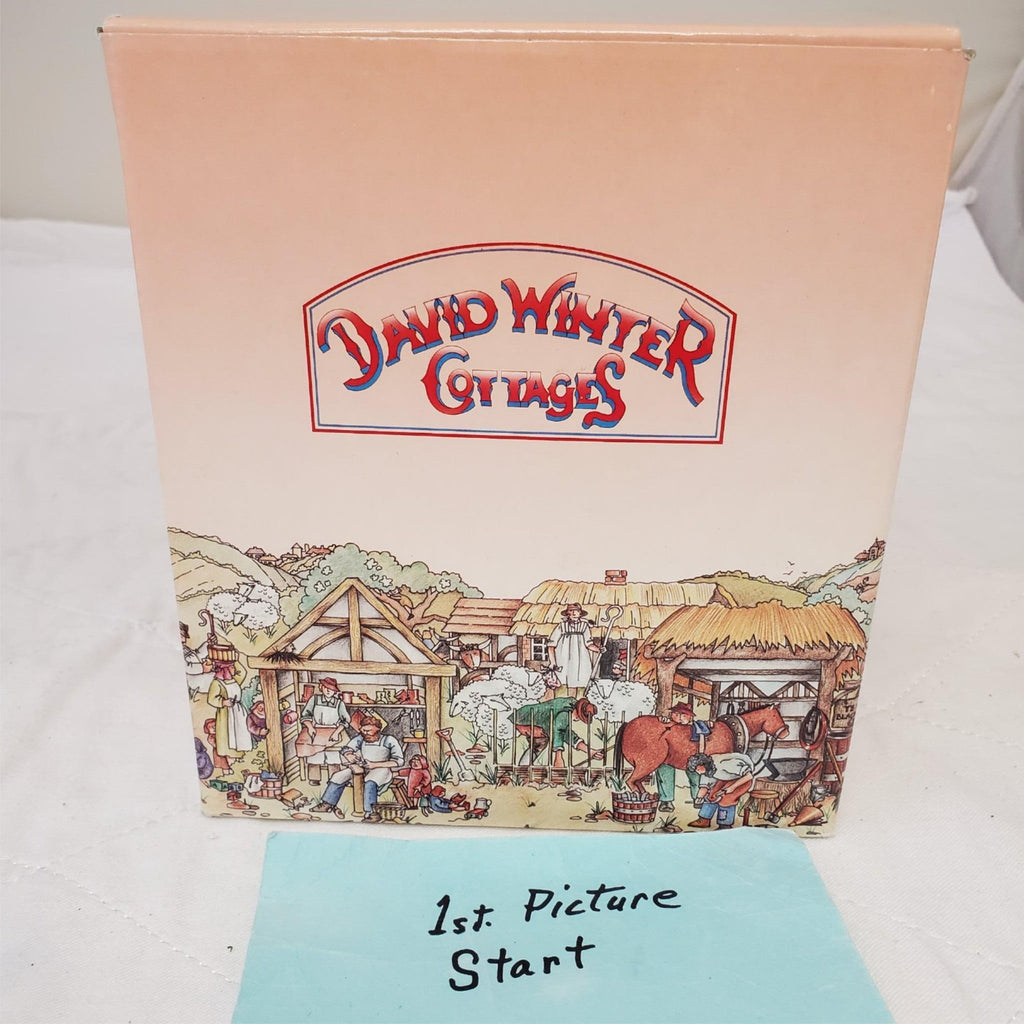 DAVID WINTER
COTTAGES
1st. Picture
Start